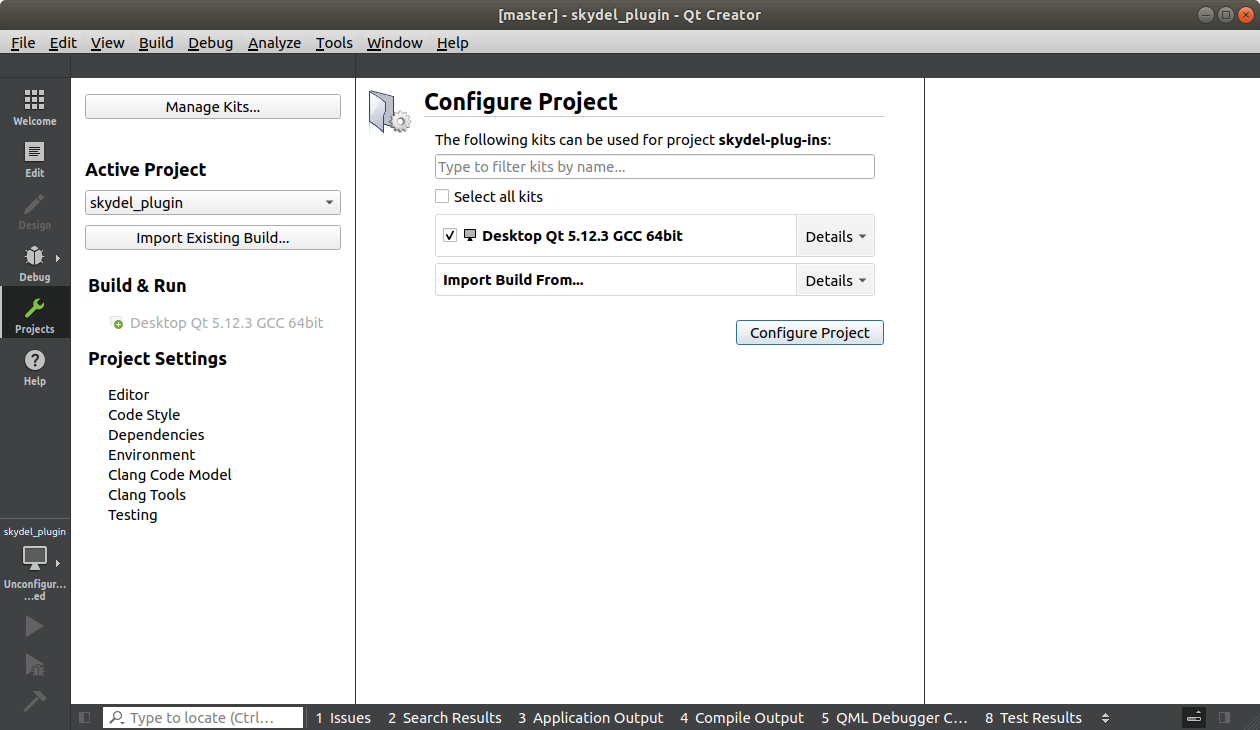 [master] - skydel_plugin - Qt Creator
File Edit View Build Debug Analyze Tools Window Help
Welcome
Edit
Design
Debug
Projects
Help
skydel_plugin
Unconfigur...
...ed
Manage Kits...
Active Project
skydel_plugin
Import Existing Build...
Build & Run
Desktop Qt 5.12.3 GCC 64bit
Project Settings
Editor
Code Style
Dependencies
Environment
Clang Code Model
Clang Tools
Testing
Configure Project
The following kits can be used for project skydel-plug-ins:
Type to filter kits by name...
Select all kits
Desktop Qt 5.12.3 GCC 64bit Details
Import Build From... Details
Configure Project
Type to locate (Ctrl... 1 Issues 2 Search Results 3 Application Output 4 Compile Output 5 QML Debugger C... 8 Test Results